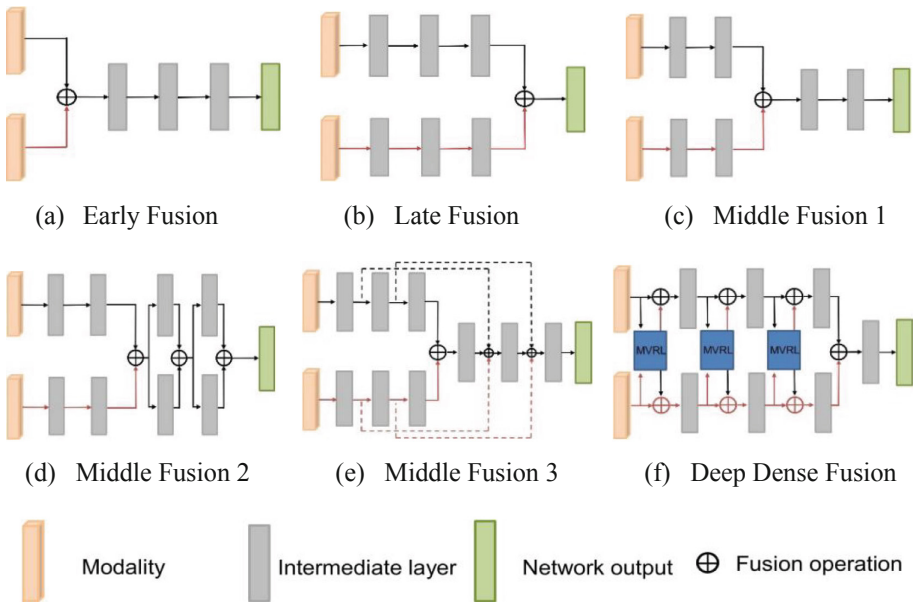 (a) Early Fusion
(b) Late Fusion
(c) Middle Fusion 1
MVRL
MVRL
MVRL
(d) Middle Fusion 2
(e) Middle Fusion 3
(f) Deep Dense Fusion
Modality
Intermediate layer
Network output
Fusion operation